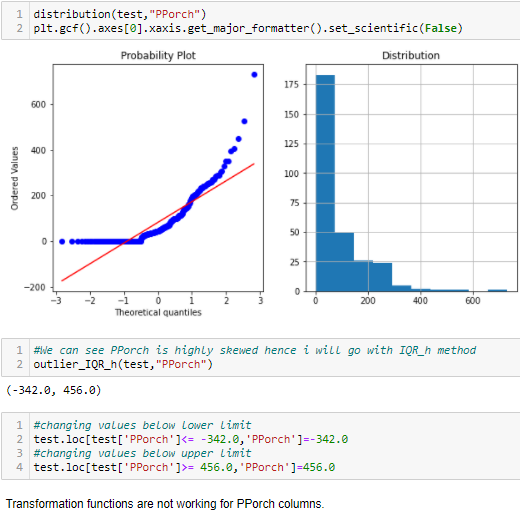 1 distribution(test,"PPorch")
2 plt.gcf().axes[0].xaxis.get_major_formatter().set_scientific(False)
Probability Plot
Distribution
600
400
200
0
−200
Ordered Values
−3 −2 −1 0 1 2 3
Theoretical quantiles
175
150
125
100
75
50
25
0
0 200 400 600
1 #We can see PPorch is highly skewed hence i will go with IQR_h method
2 outlier_IQR_h(test,"PPorch")
(-342.0, 456.0)
1 #changing values below lower limit
2 test.loc[test['PPorch']<= -342.0,'PPorch']=-342.0
3 #changing values below upper limit
4 test.loc[test['PPorch']>= 456.0,'PPorch']=456.0
Transformation functions are not working for PPorch columns.